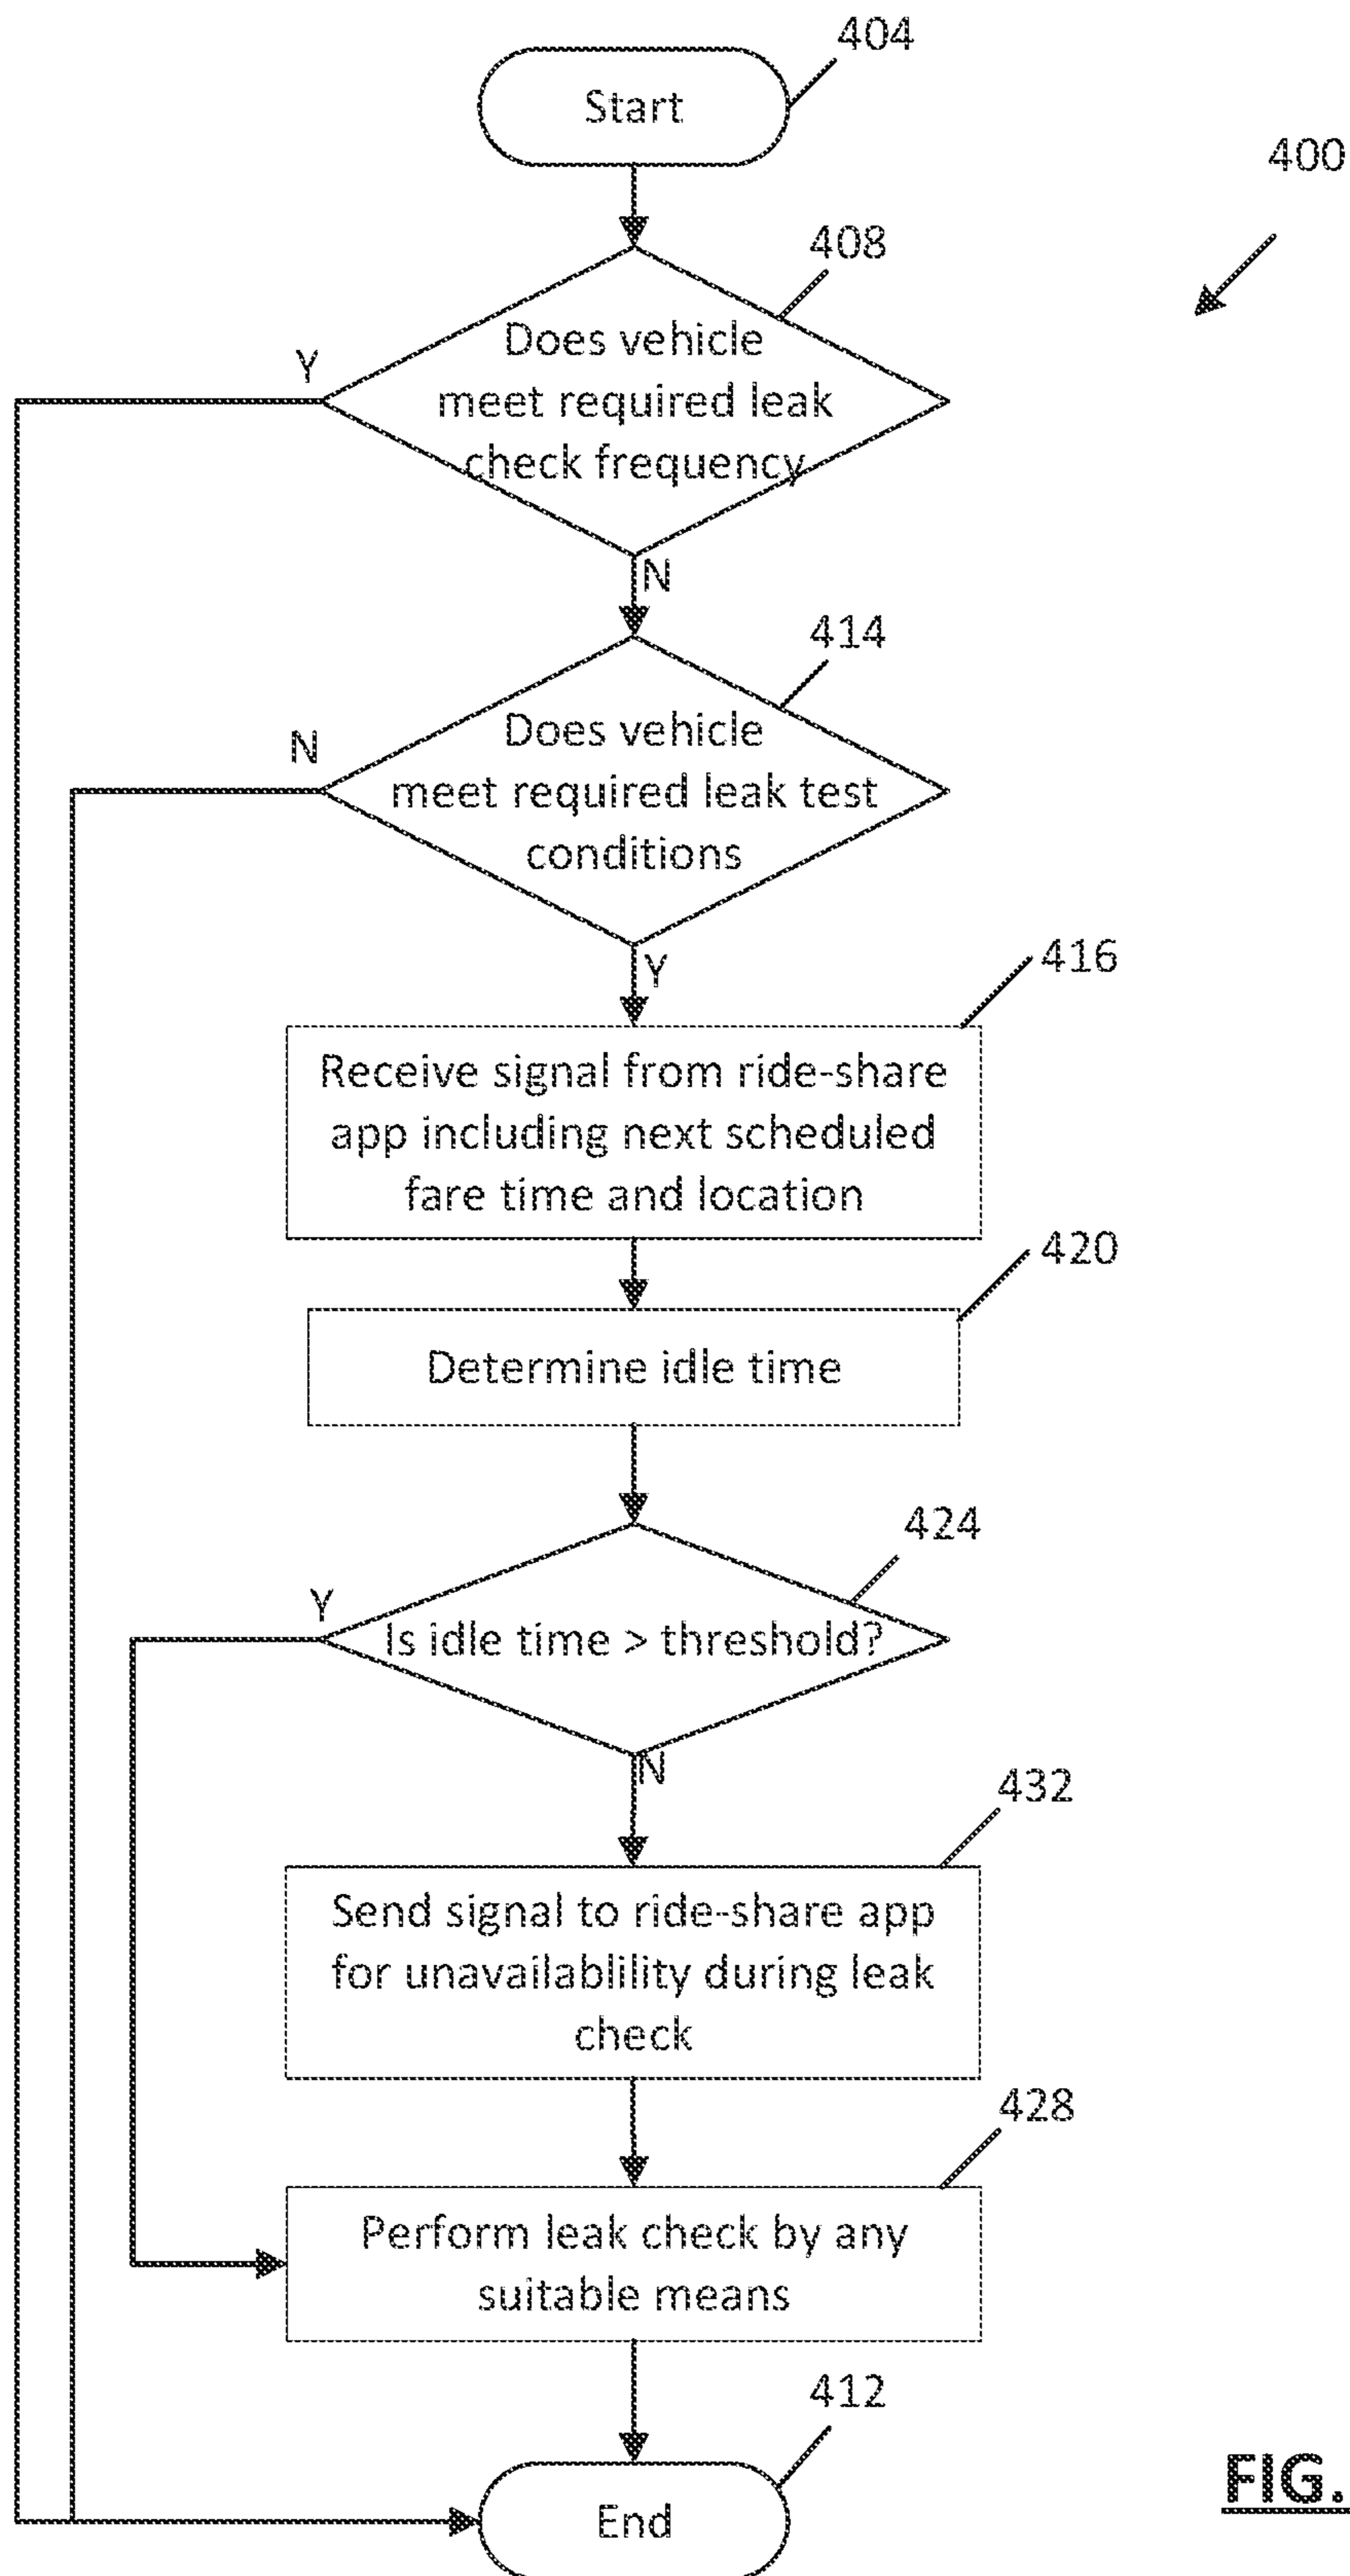 404
Start
400
408
Does vehicle
meet required leak
check frequency
Y
N
414
Does vehicle
meet required leak test
conditions
N
Y
416
Receive signal from ride-share
app including next scheduled
fare time and location
420
Determine idle time
424
Y
Is idle time > threshold?
N
432
Send signal to ride-share app
for unavailablility during leak
check
428
Perform leak check by any
suitable means
412
End
FIG.